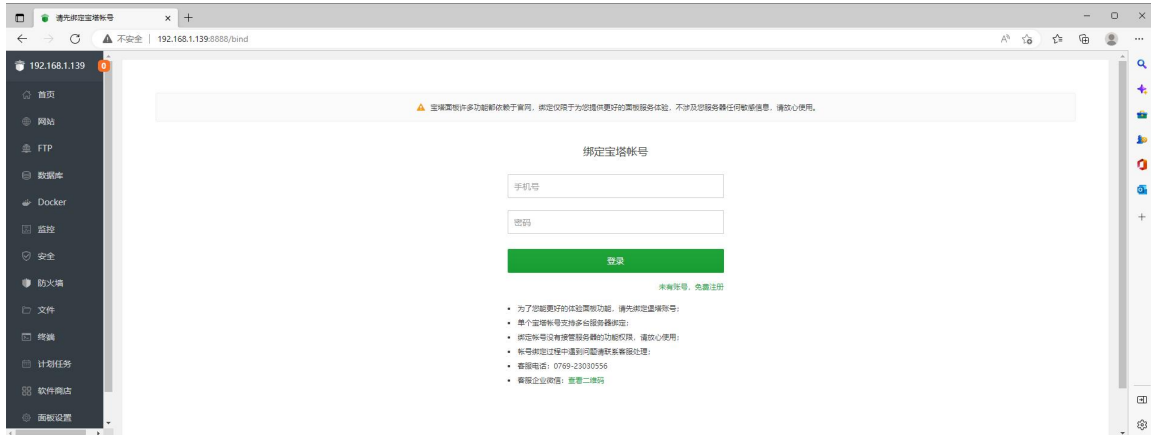 请先绑定宝塔帐号
不安全 | 192.168.1.139:8888/bind
192.168.1.139
0
首页
网站
FTP
数据库
Docker
监控
安全
防火墙
文件
终端
计划任务
软件商店
面板设置
宝塔面板许多功能都依赖于官网，绑定仅限于为您提供更好的面板服务体验，不涉及您服务器任何敏感信息，请放心使用。
绑定宝塔帐号
手机号
密码
登录
未有账号，免费注册
为了您能更好的体验面板功能，请先绑定堡塔账号;
单个宝塔帐号支持多台服务器绑定;
绑定帐号没有接管服务器的功能权限，请放心使用;
帐号绑定过程中遇到问题请联系客服处理;
客服电话：0769-23030556
客服企业微信：查看二维码